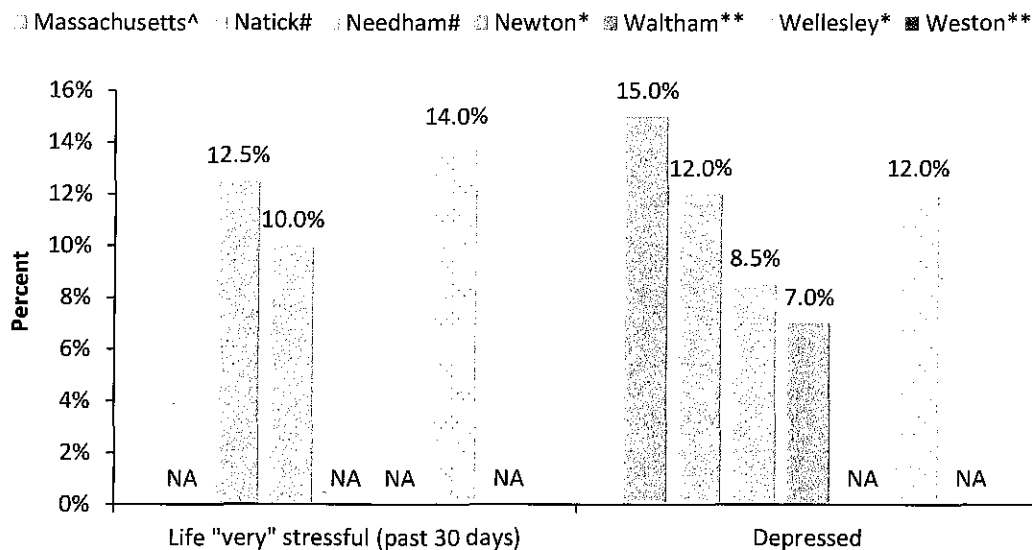 Massachusetts^ Natick# Needham# Newton* Waltham** Wellesley* Weston**
16%
14%
12%
10%
8%
6%
4%
2%
0%
Percent
NA 12.5% 10.0% NA NA 14.0% NA
15.0% 12.0% 8.5% 7.0% NA 12.0% NA
Life "very" stressful (past 30 days) Depressed